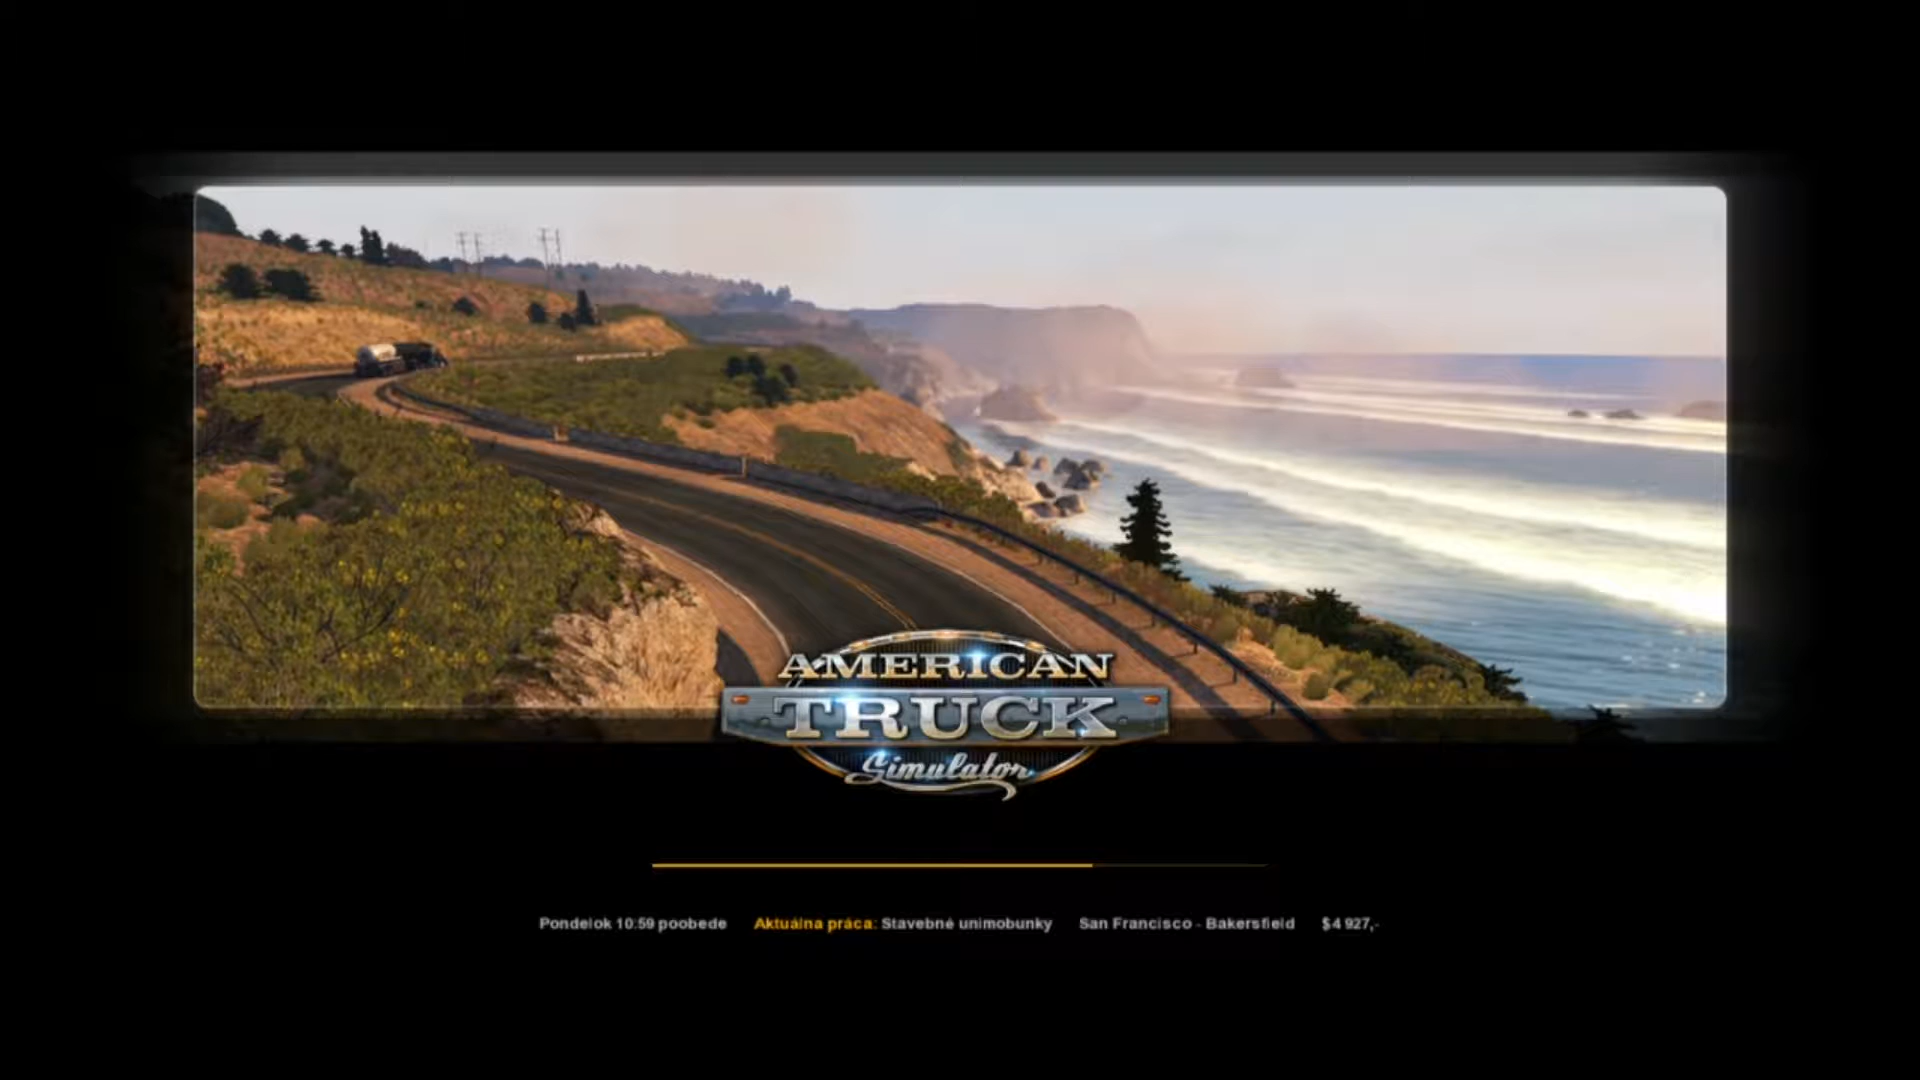 AMERICAN
TRUCK
Simulator
Pondelok 10:59 poobede Aktuálna práca: Stavebné unimobunky San Francisco - Bakersfield $4 927,-